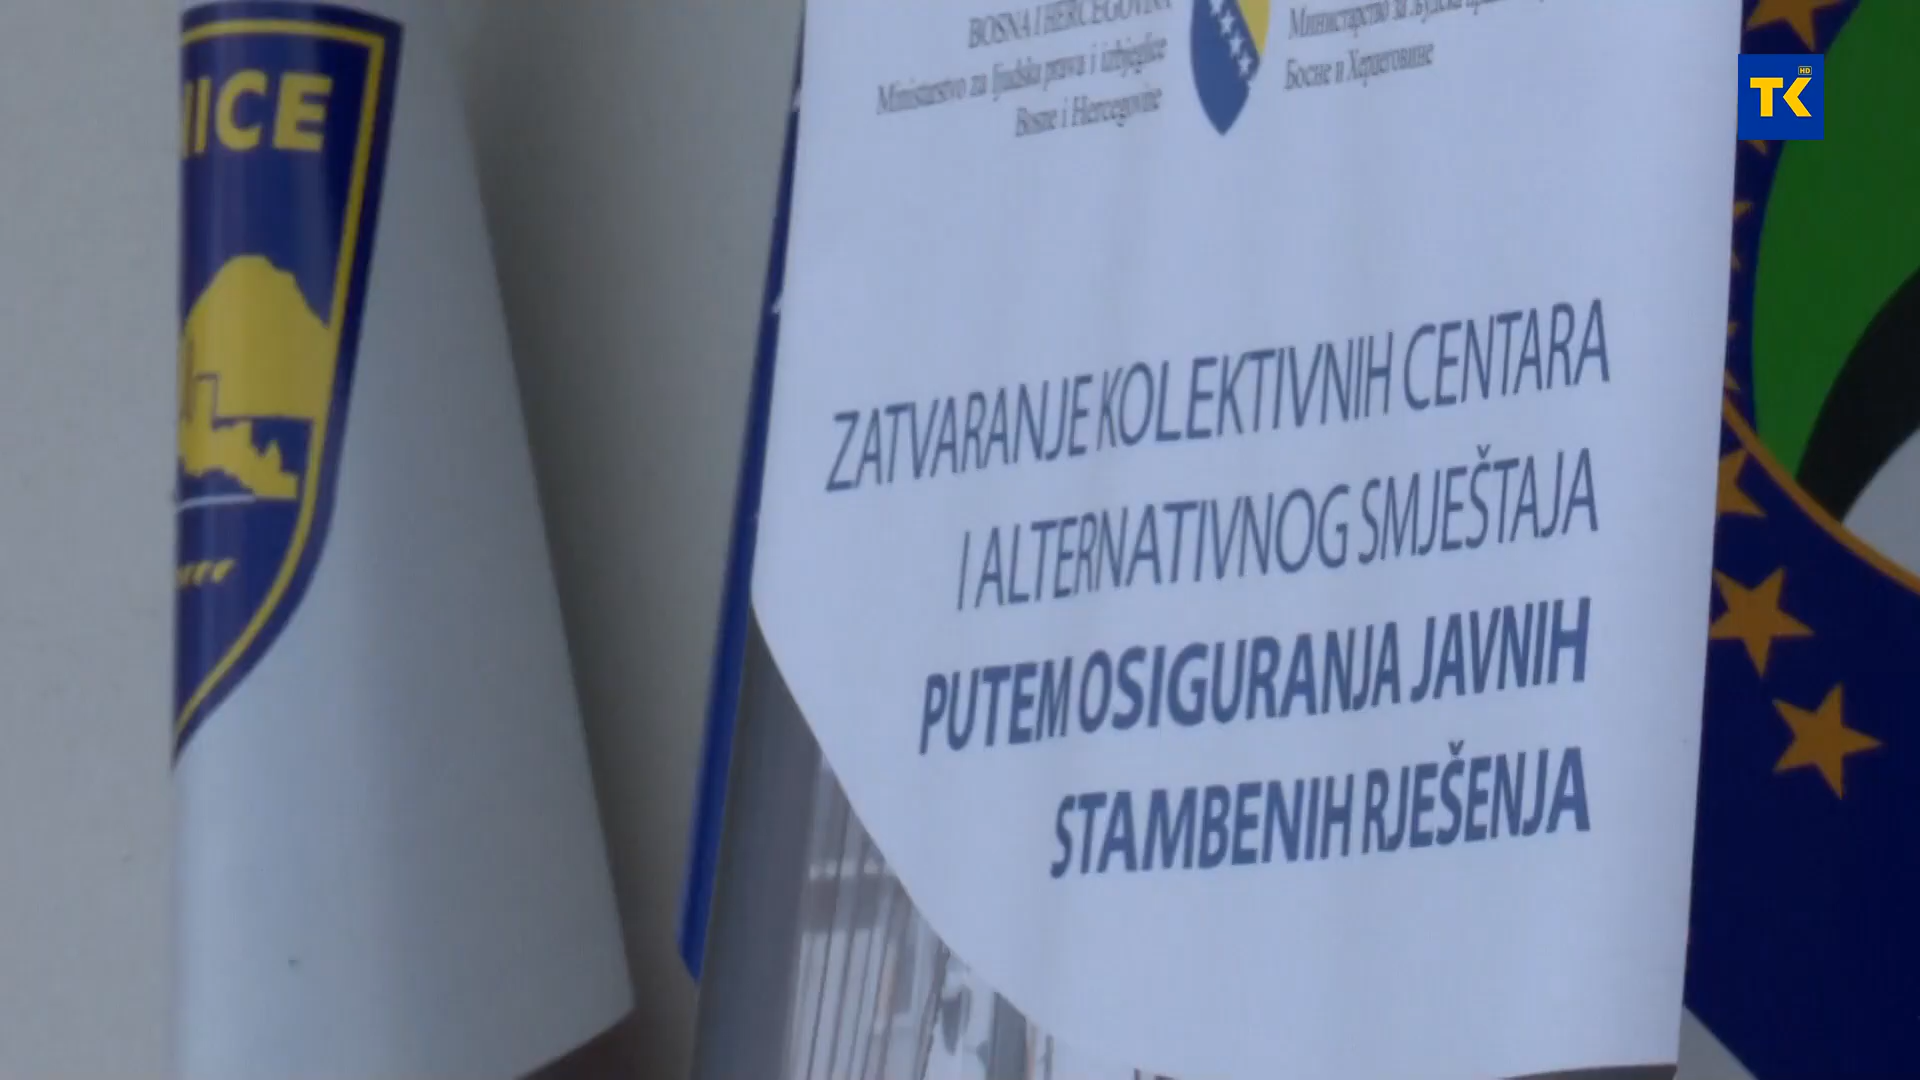 NICE
BOSNA I HERCEGOVINA
Ministarstvo za ljudska prava i izbjeglice
Bosne i Hercegovine
Министарство за људска права
Босне и Херцеговине
TK HD
ZATVARANJE KOLEKTIVNIH CENTARA
I ALTERNATIVNOG SMJEŠTAJA
PUTEM OSIGURANJA JAVNIH
STAMBENIH RJEŠENJA